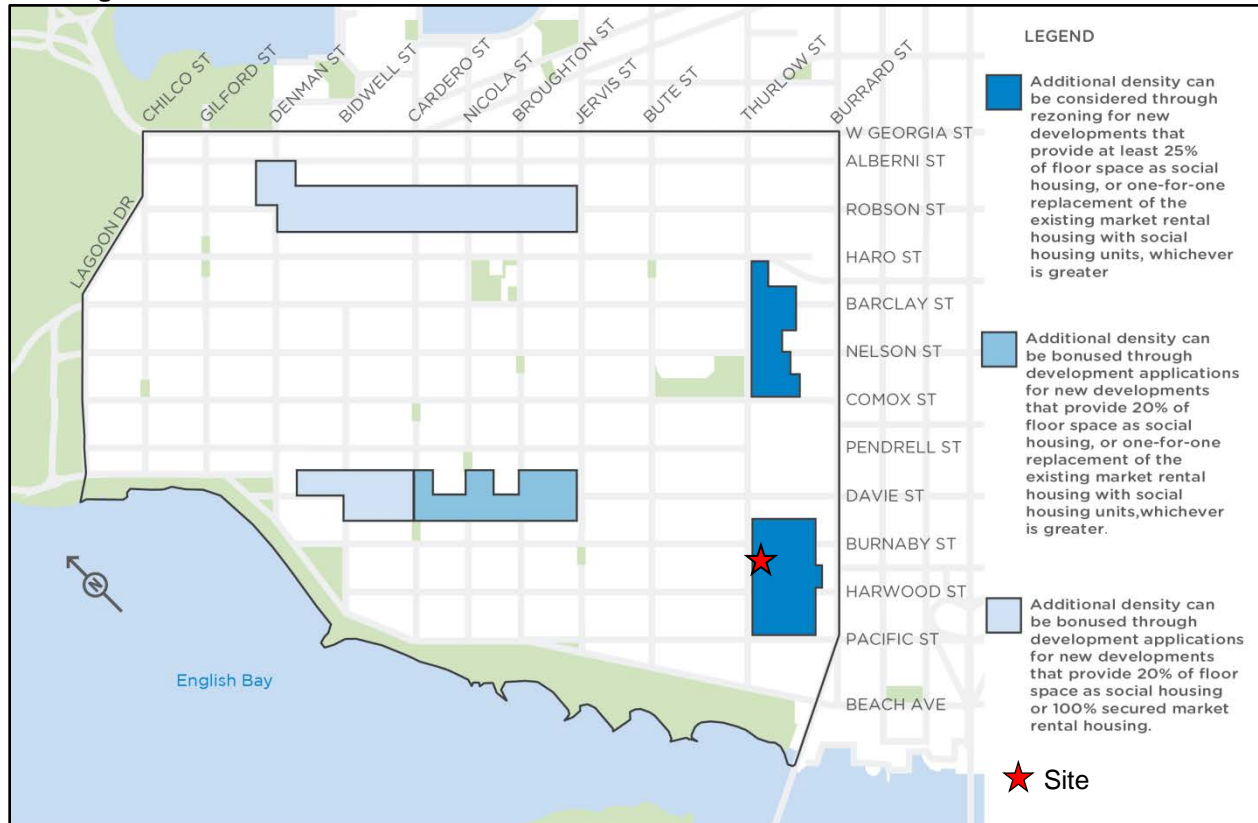 CHILCO ST
GILFORD ST
DENMAN ST
BIDWELL ST
CARDERO ST
NICOLA ST
BROUGHTON ST
JERVIS ST
BUTE ST
THURLOW ST
BURRARD ST
W GEORGIA ST
ALBERNI ST
ROBSON ST
HARO ST
BARCLAY ST
NELSON ST
COMOX ST
PENDRELL ST
DAVIE ST
BURNABY ST
HARWOOD ST
PACIFIC ST
BEACH AVE
LAGOON DR
N
English Bay
LEGEND
Additional density can
be considered through
rezoning for new
developments that
provide at least 25%
of floor space as social
housing, or one-for-one
replacement of the
existing market rental
housing with social
housing units, whichever
is greater
Additional density can
be bonused through
development applications
for new developments
that provide 20% of
floor space as social
housing, or one-for-one
replacement of the
existing market rental
housing with social
housing units,whichever
is greater.
Additional density can
be bonused through
development applications
for new developments
that provide 20% of floor
space as social housing
or 100% secured market
rental housing.
Site